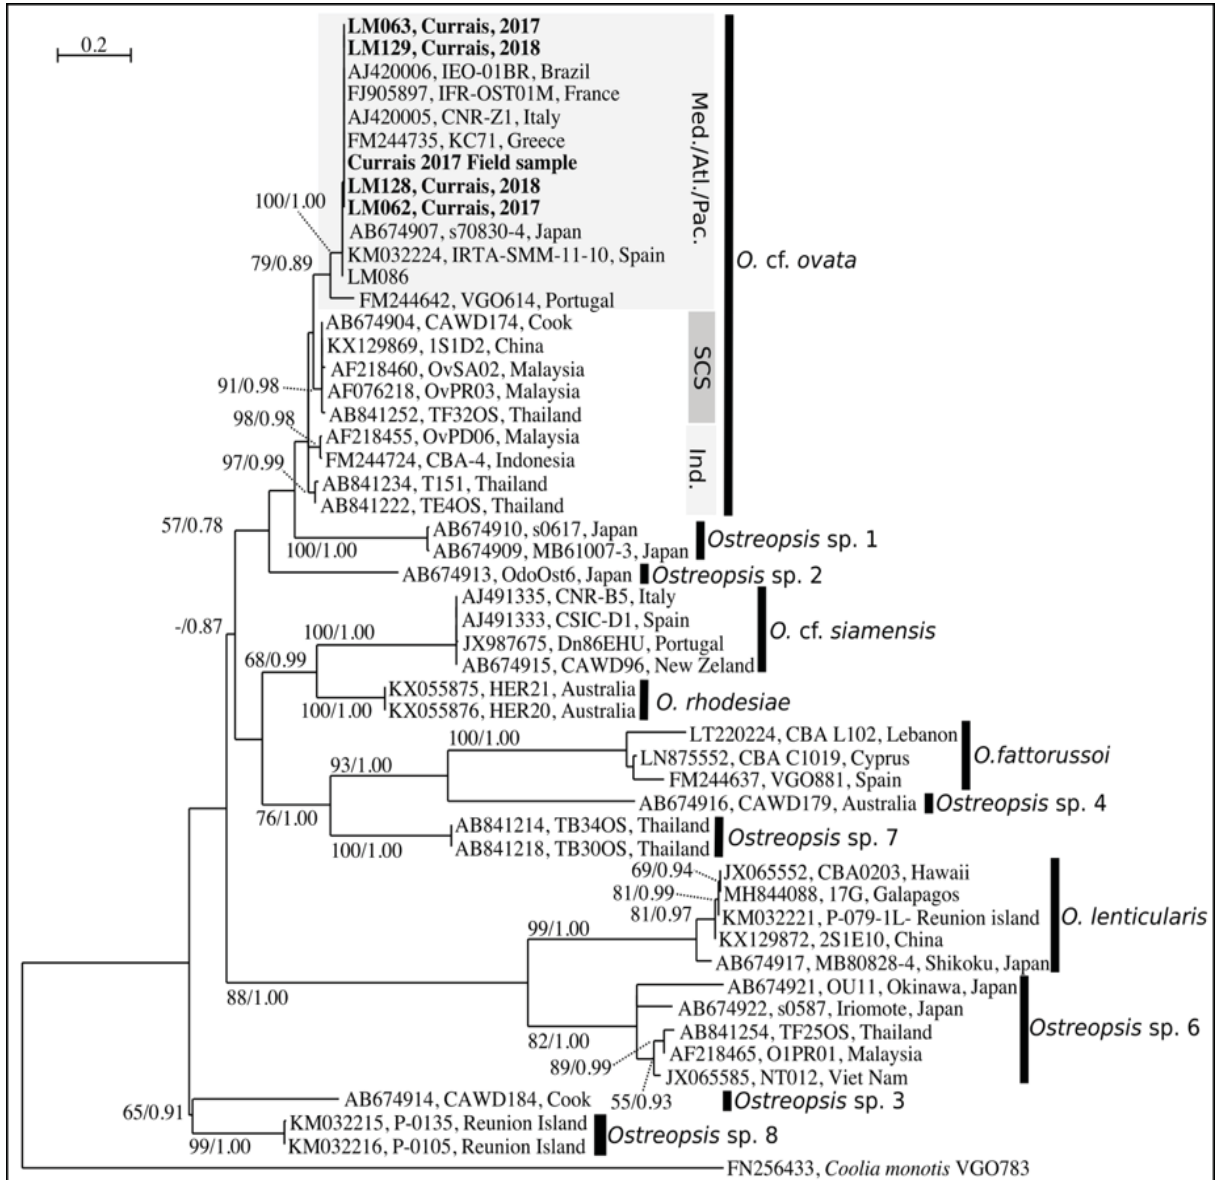 0.2
LM063, Currais, 2017
LM129, Currais, 2018
AJ420006, IEO-01BR, Brazil
FJ905897, IFR-OST01M, France
AJ420005, CNR-Z1, Italy
FM244735, KC71, Greece
Currais 2017 Field sample
LM128, Currais, 2018
LM062, Currais, 2017
AB674907, s70830-4, Japan
KM032224, IRTA-SMM-11-10, Spain
LM086
FM244642, VGO614, Portugal
Med./Atl./Pac.
O. cf. ovata
100/1.00
79/0.89
AB674904, CAWD174, Cook
KX129869, 1S1D2, China
AF218460, OvSA02, Malaysia
AF076218, OvPR03, Malaysia
AB841252, TF32OS, Thailand
SCS
91/0.98
98/0.98
AF218455, OvPD06, Malaysia
FM244724, CBA-4, Indonesia
AB841234, T151, Thailand
AB841222, TE4OS, Thailand
Ind.
97/0.99
57/0.78
AB674910, s0617, Japan
AB674909, MB61007-3, Japan
Ostreopsis sp. 1
100/1.00
AB674913, OdoOst6, Japan
Ostreopsis sp. 2
AJ491335, CNR-B5, Italy
AJ491333, CSIC-D1, Spain
JX987675, Dn86EHU, Portugal
AB674915, CAWD96, New Zeland
O. cf. siamensis
-/0.87
100/1.00
68/0.99
KX055875, HER21, Australia
KX055876, HER20, Australia
O. rhodesiae
100/1.00
LT220224, CBA L102, Lebanon
LN875552, CBA C1019, Cyprus
FM244637, VGO881, Spain
O.fattorussoi
100/1.00
93/1.00
AB674916, CAWD179, Australia
Ostreopsis sp. 4
76/1.00
AB841214, TB34OS, Thailand
AB841218, TB30OS, Thailand
Ostreopsis sp. 7
100/1.00
69/0.94
81/0.99
81/0.97
JX065552, CBA0203, Hawaii
MH844088, 17G, Galapagos
KM032221, P-079-1L- Reunion island
KX129872, 2S1E10, China
AB674917, MB80828-4, Shikoku, Japan
O. lenticularis
99/1.00
88/1.00
AB674921, OU11, Okinawa, Japan
AB674922, s0587, Iriomote, Japan
AB841254, TF25OS, Thailand
AF218465, O1PR01, Malaysia
JX065585, NT012, Viet Nam
Ostreopsis sp. 6
82/1.00
89/0.99
55/0.93
AB674914, CAWD184, Cook
Ostreopsis sp. 3
65/0.91
KM032215, P-0135, Reunion Island
KM032216, P-0105, Reunion Island
Ostreopsis sp. 8
99/1.00
FN256433, Coolia monotis VGO783